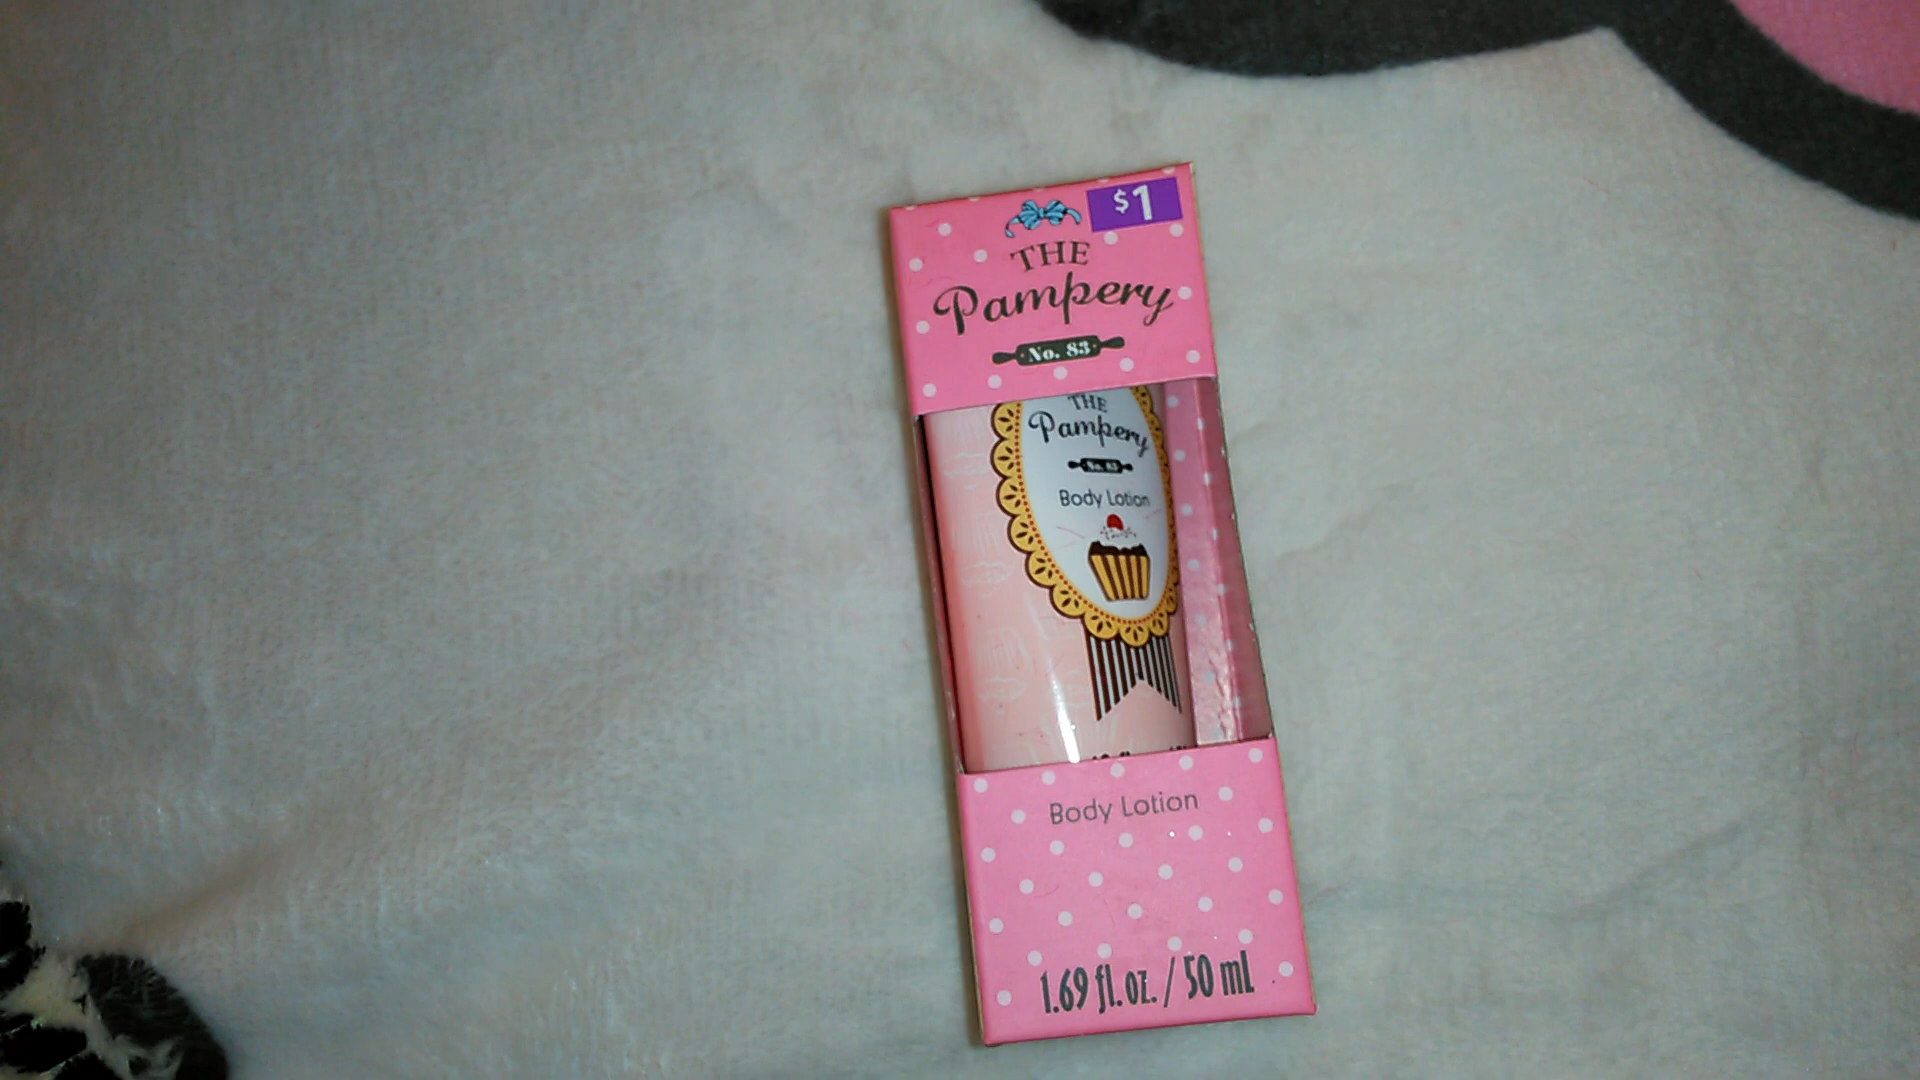 $1
THE
Pampery
No. 83
THE
Pampery
No. 83
Body Lotion
Body Lotion
1.69 fl. oz. / 50 mL